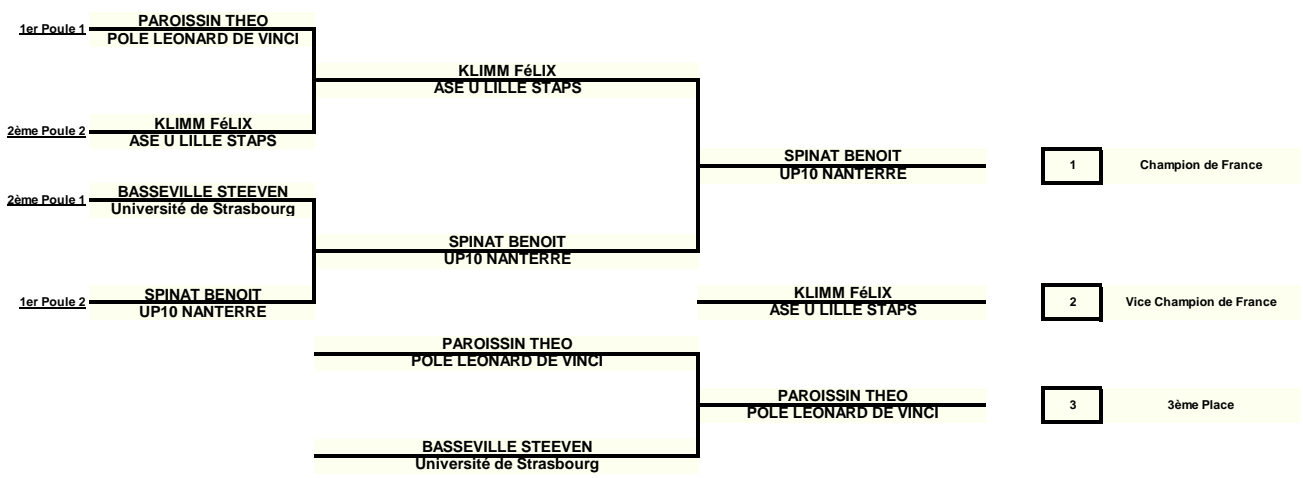 1er Poule 1
PAROISSIN THEO
POLE LEONARD DE VINCI
KLIMM FéLIX
ASE U LILLE STAPS
2ème Poule 2
KLIMM FéLIX
ASE U LILLE STAPS
SPINAT BENOIT
UP10 NANTERRE
1
Champion de France
2ème Poule 1
BASSEVILLE STEEVEN
Université de Strasbourg
SPINAT BENOIT
UP10 NANTERRE
1er Poule 2
SPINAT BENOIT
UP10 NANTERRE
KLIMM FéLIX
ASE U LILLE STAPS
2
Vice Champion de France
PAROISSIN THEO
POLE LEONARD DE VINCI
PAROISSIN THEO
POLE LEONARD DE VINCI
3
3ème Place
BASSEVILLE STEEVEN
Université de Strasbourg